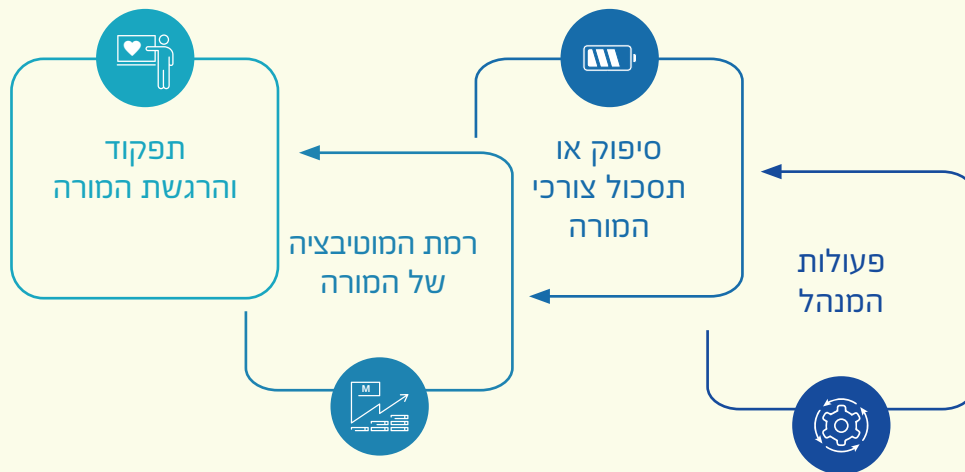 פעולות
המנהל
סיפוק או
תסכול צורכי
המורה
רמת המוטיבציה
של המורה
M
תפקוד
והרגשת המורה